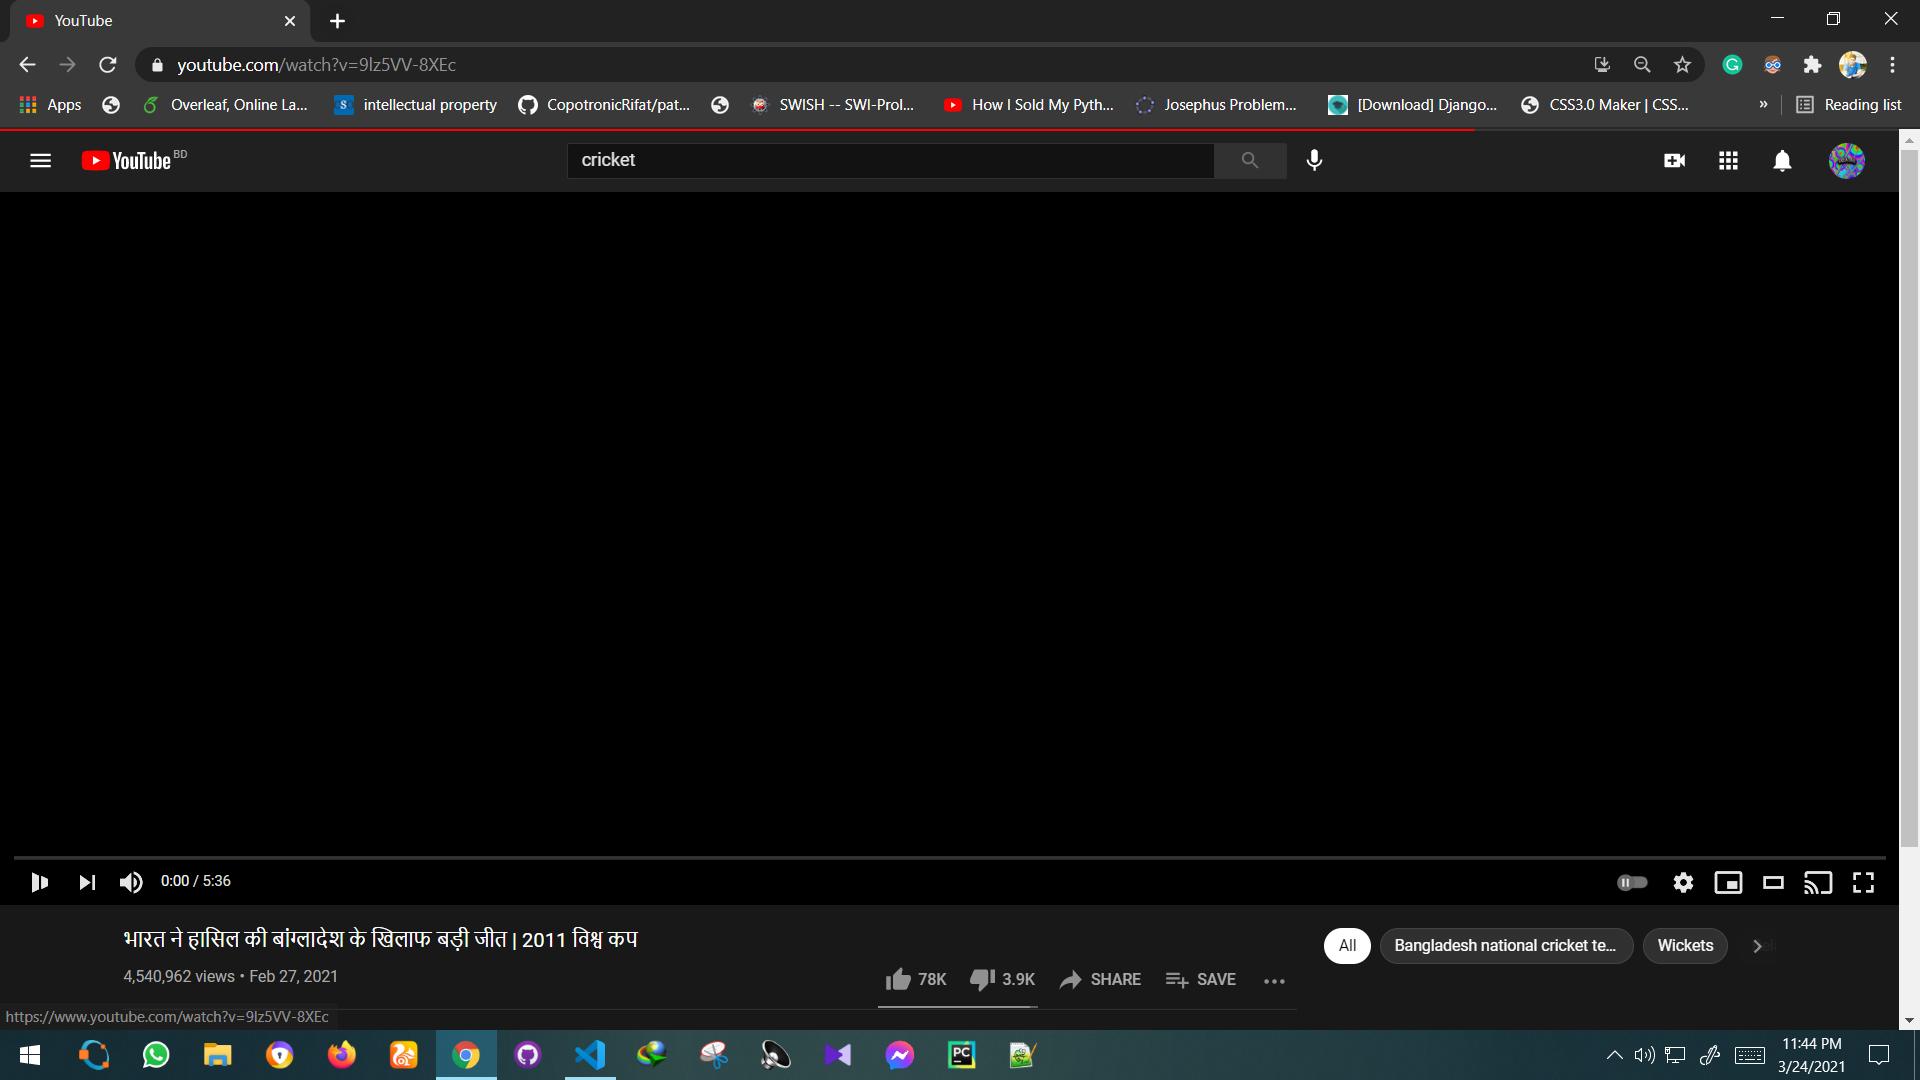 YouTube
youtube.com/watch?v=9lz5VV-8XEc
Apps Overleaf, Online La... intellectual property CopotronicRifat/pat... SWISH -- SWI-Prol... How I Sold My Pyth... Josephus Problem... [Download] Django... CSS3.0 Maker | CSS... » Reading list
YouTube BD cricket
0:00 / 5:36
भारत ने हासिल की बांग्लादेश के खिलाफ बड़ी जीत | 2011 विश्व कप
All Bangladesh national cricket te... Wickets
4,540,962 views • Feb 27, 2021
78K 3.9K SHARE SAVE
https://www.youtube.com/watch?v=9lz5VV-8XEc
PC
11:44 PM
3/24/2021